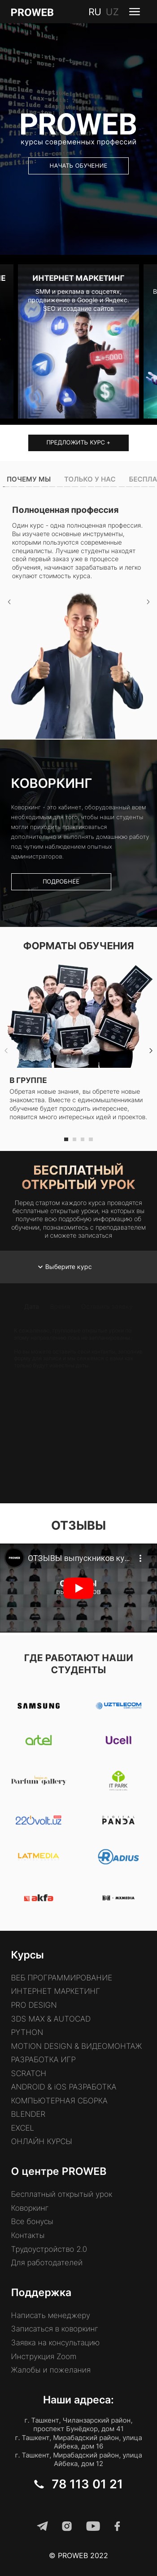 PROWEB
RU UZ
PROWEB
курсы современных профессий
НАЧАТЬ ОБУЧЕНИЕ
ИНТЕРНЕТ МАРКЕТИНГ
SMM и реклама в соцсетях,
продвижение в Google и Яндекс.
SEO и создание сайтов
ПРЕДЛОЖИТЬ КУРС +
ПОЧЕМУ МЫ ТОЛЬКО У НАС БЕСПЛА
Полноценная профессия
Один курс - одна полноценная профессия.
Вы изучаете основные инструменты,
которыми пользуются современные
специалисты. Лучшие студенты находят
свой первый заказ уже в процессе
обучения, начинают зарабатывать и легко
окупают стоимость курса.
КОВОРКИНГ
Коворкинг - это кабинет, оборудованный всем
необходимым для того, чтобы наши студенты
могли приходить, заниматься
дополнительно и выполнять домашнюю работу
под чутким наблюдением опытных
администраторов.
ПОДРОБНЕЕ
ФОРМАТЫ ОБУЧЕНИЯ
В ГРУППЕ
Обретая новые знания, вы обретете новые
знакомства. Вместе с единомышленниками
обучение будет проходить интереснее,
появятся много интересных идей и проектов.
БЕСПЛАТНЫЙ
ОТКРЫТЫЙ УРОК
Перед стартом каждого курса проводятся
бесплатные открытые уроки, на которых вы
получите всю подробную информацию об
обучении, познакомитесь с преподавателем
и сможете записаться
Выберите курс
ОТЗЫВЫ
ОТЗЫВЫ выпускников ку...
ГДЕ РАБОТАЮТ НАШИ
СТУДЕНТЫ
SAMSUNG
UZTELECOM
artel
Ucell
Parfum gallery
IT PARK
220volt.uz
PANDA
LATMEDIA
RADIUS
akfa
Курсы
ВЕБ ПРОГРАММИРОВАНИЕ
ИНТЕРНЕТ МАРКЕТИНГ
PRO DESIGN
3DS MAX & AUTOCAD
PYTHON
MOTION DESIGN & ВИДЕОМОНТАЖ
РАЗРАБОТКА ИГР
SCRATCH
ANDROID & iOS РАЗРАБОТКА
КОМПЬЮТЕРНАЯ СБОРКА
BLENDER
EXCEL
ОНЛАЙН КУРСЫ
О центре PROWEB
Бесплатный открытый урок
Коворкинг
Все бонусы
Контакты
Трудоустройство 2.0
Для работодателей
Поддержка
Написать менеджеру
Записаться в коворкинг
Заявка на консультацию
Инструкция Zoom
Жалобы и пожелания
Наши адреса:
г. Ташкент, Чиланзарский район,
проспект Бунёдкор, дом 41
г. Ташкент, Мирабадский район, улица
Айбека, дом 16
г. Ташкент, Мирабадский район, улица
Айбека, дом 12
78 113 01 21
© PROWEB 2022